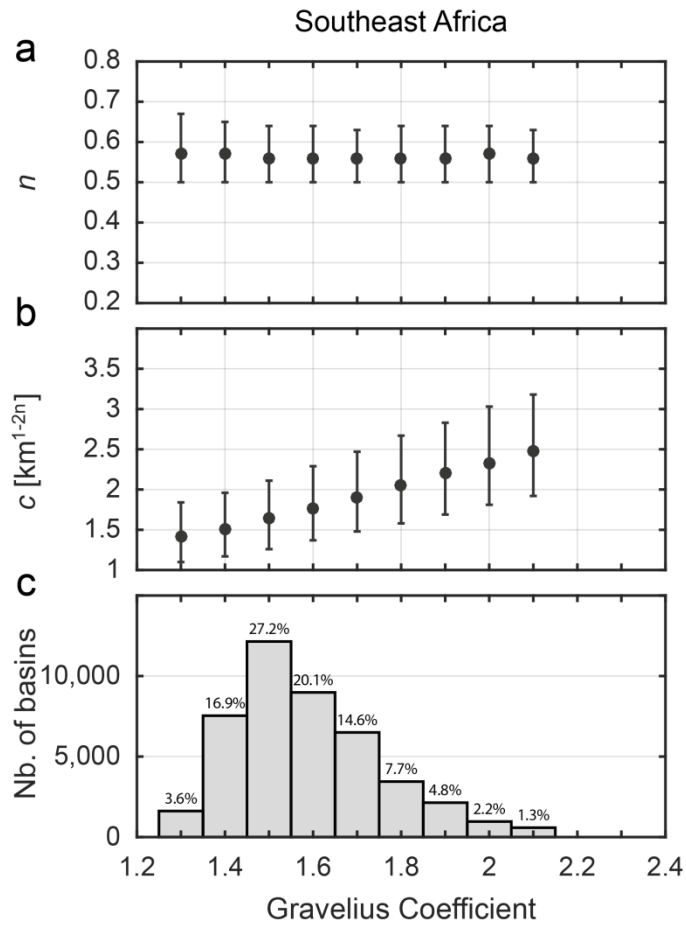 Southeast Africa
a
0.8
0.7
0.6
0.5
0.4
0.3
0.2
n
b
3.5
3
2.5
2
1.5
1
c [km^{1-2n}]
c
10,000
5,000
0
Nb. of basins
3.6%
16.9%
27.2%
20.1%
14.6%
7.7%
4.8%
2.2%
1.3%
1.2 1.4 1.6 1.8 2 2.2 2.4
Gravelius Coefficient